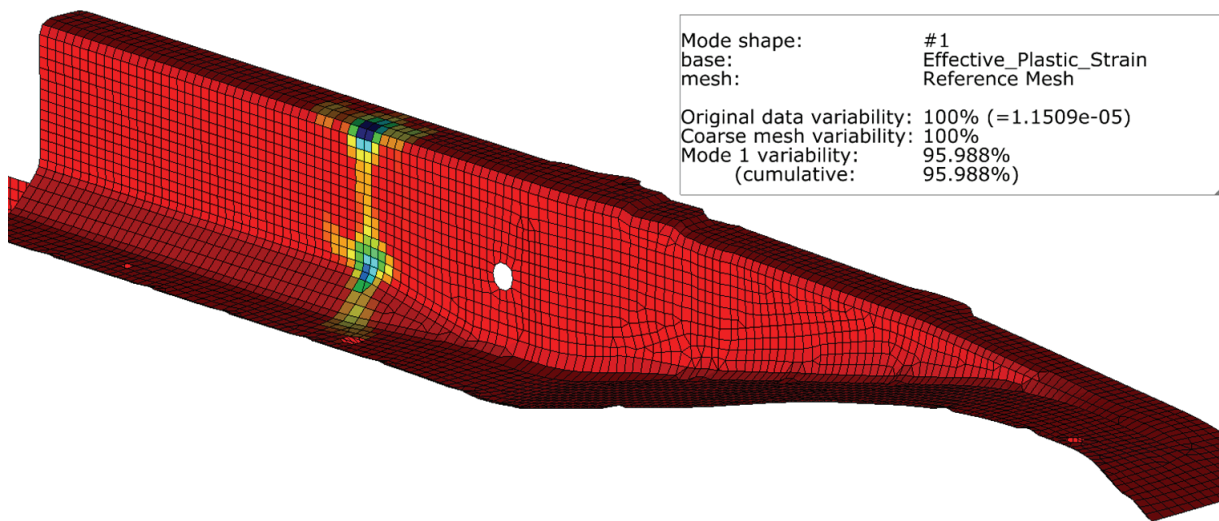 Mode shape: #1
base: Effective_Plastic_Strain
mesh: Reference Mesh
Original data variability: 100% (=1.1509e-05)
Coarse mesh variability: 100%
Mode 1 variability: 95.988%
(cumulative: 95.988%)